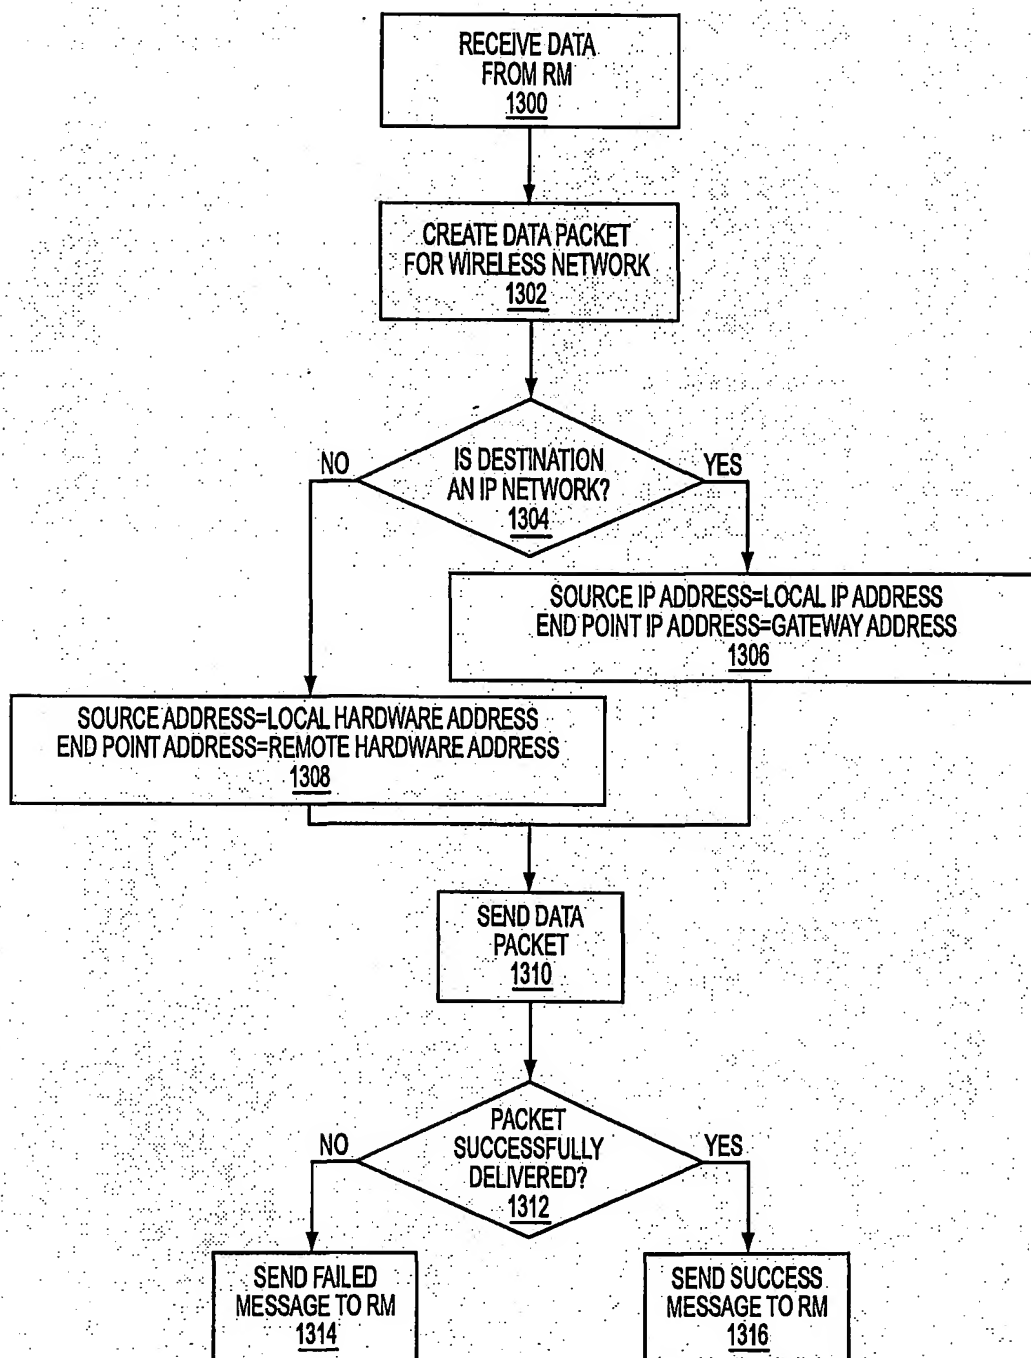 RECEIVE DATA
FROM RM
1300
CREATE DATA PACKET
FOR WIRELESS NETWORK
1302
IS DESTINATION
AN IP NETWORK?
1304
NO
YES
SOURCE IP ADDRESS=LOCAL IP ADDRESS
END POINT IP ADDRESS=GATEWAY ADDRESS
1306
SOURCE ADDRESS=LOCAL HARDWARE ADDRESS
END POINT ADDRESS=REMOTE HARDWARE ADDRESS
1308
SEND DATA
PACKET
1310
PACKET
SUCCESSFULLY
DELIVERED?
1312
NO
YES
SEND FAILED
MESSAGE TO RM
1314
SEND SUCCESS
MESSAGE TO RM
1316